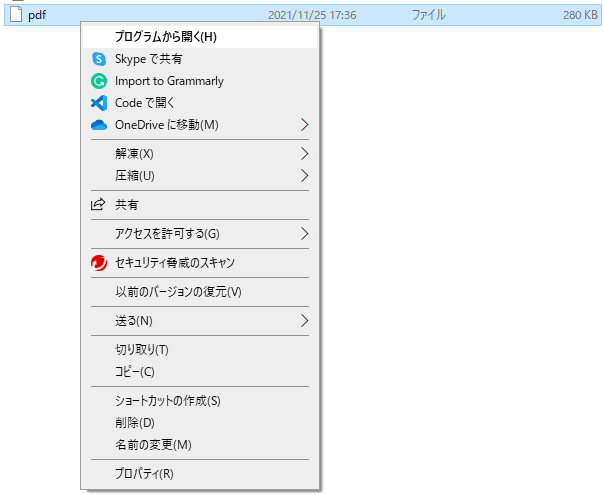 pdf 2021/11/25 17:36 ファイル 280 KB
プログラムから開く(H)
Skype で共有
Import to Grammarly
Code で開く
OneDrive に移動(M)
解凍(X)
圧縮(U)
共有
アクセスを許可する(G)
セキュリティ脅威のスキャン
以前のバージョンの復元(V)
送る(N)
切り取り(T)
コピー(C)
ショートカットの作成(S)
削除(D)
名前の変更(M)
プロパティ(R)